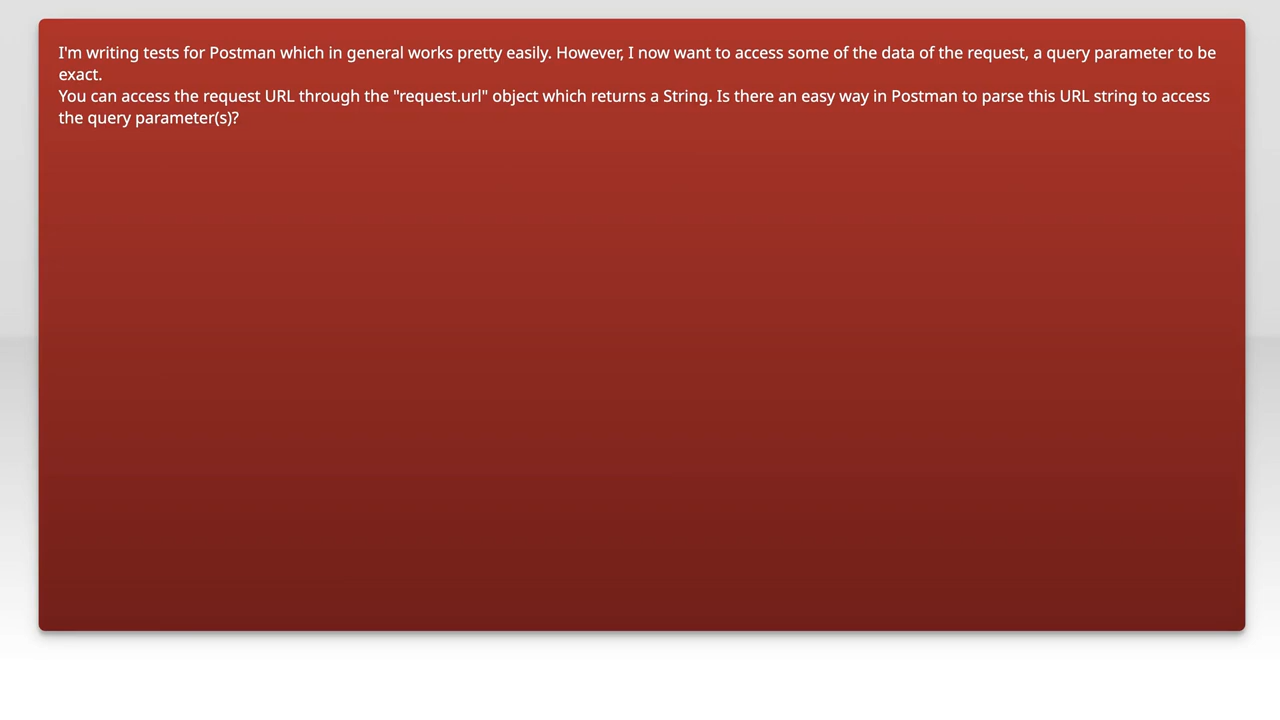 I'm writing tests for Postman which in general works pretty easily. However, I now want to access some of the data of the request, a query parameter to be
exact.
You can access the request URL through the "request.url" object which returns a String. Is there an easy way in Postman to parse this URL string to access
the query parameter(s)?